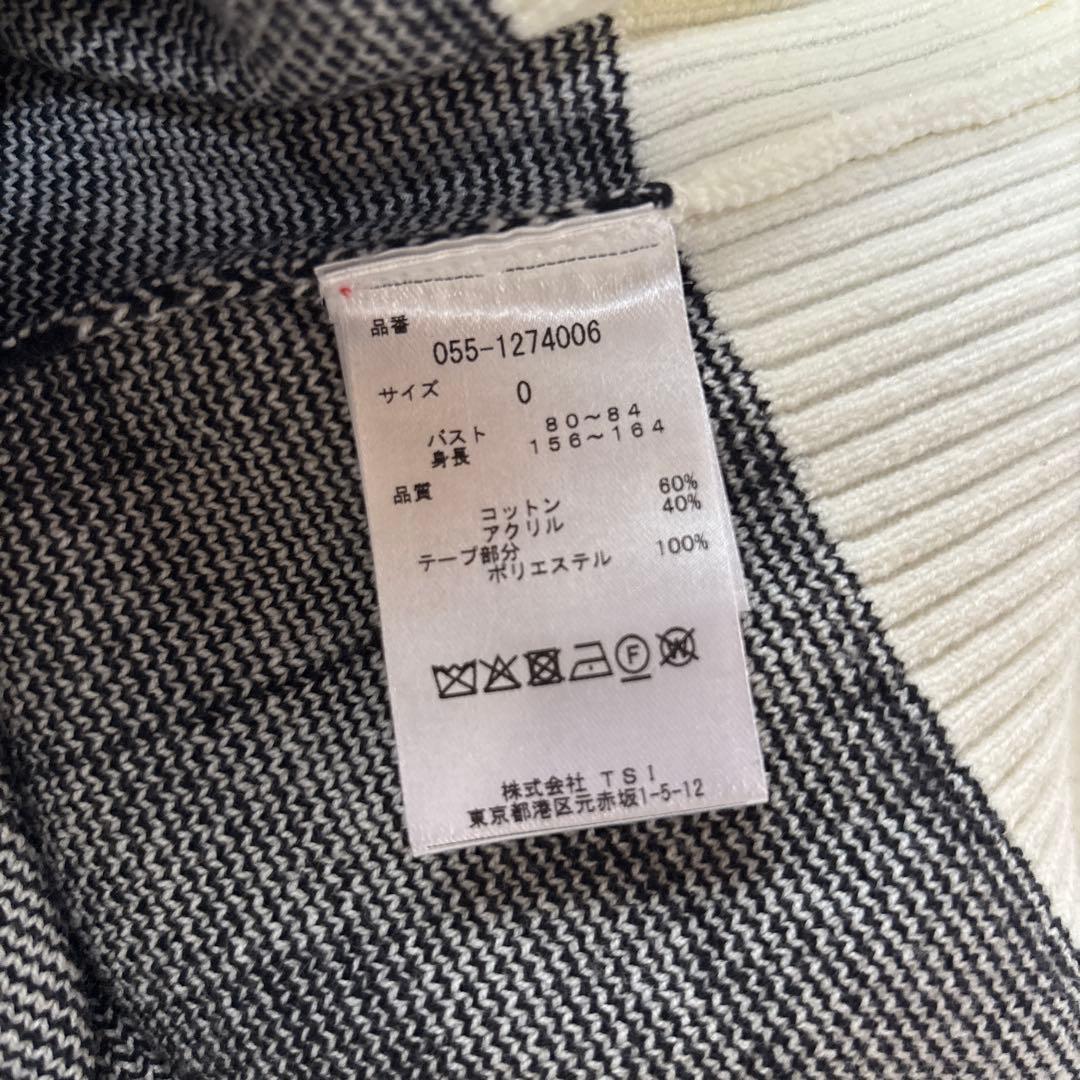 品番
055-1274006
サイズ 0
バスト 80～84
身長 156～164
品質
コットン 60%
アクリル 40%
テープ部分
ポリエステル 100%
F W
株式会社 TSI
東京都港区元赤坂1-5-12